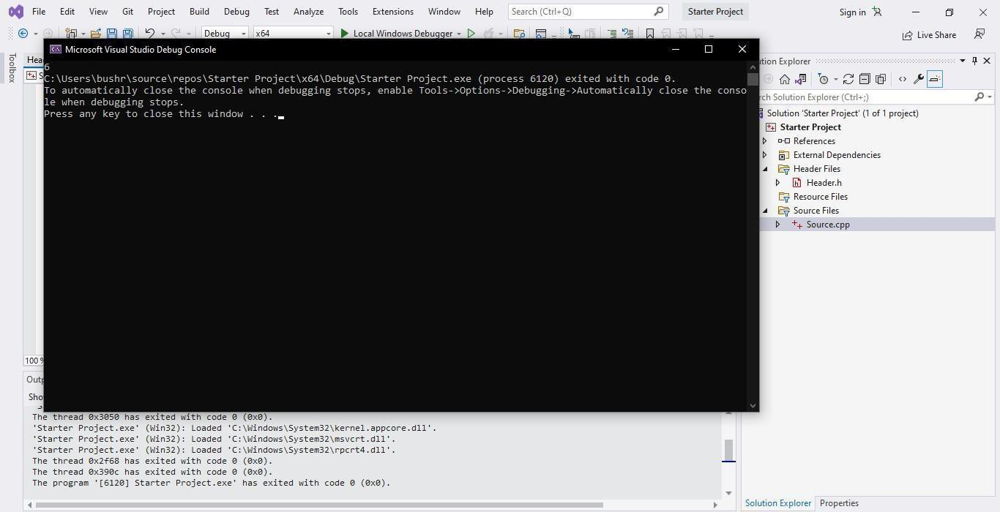 File Edit View Git Project Build Debug Test Analyze Tools Extensions Window Help Search (Ctrl+Q) Starter Project Sign in
Debug x64 Local Windows Debugger Live Share
Microsoft Visual Studio Debug Console
Toolbox
Hea
S
6
C:\Users\bushr\source\repos\Starter Project\x64\Debug\Starter Project.exe (process 6120) exited with code 0.
To automatically close the console when debugging stops, enable Tools->Options->Debugging->Automatically close the conso
le when debugging stops.
Press any key to close this window . . .
ution Explorer
rch Solution Explorer (Ctrl+;)
Solution 'Starter Project' (1 of 1 project)
Starter Project
References
External Dependencies
Header Files
Header.h
Resource Files
Source Files
Source.cpp
100 %
Outp
Sho
The thread 0x3050 has exited with code 0 (0x0).
'Starter Project.exe' (Win32): Loaded 'C:\Windows\System32\kernel.appcore.dll'.
'Starter Project.exe' (Win32): Loaded 'C:\Windows\System32\msvcrt.dll'.
'Starter Project.exe' (Win32): Loaded 'C:\Windows\System32\rpcrt4.dll'.
The thread 0x2f68 has exited with code 0 (0x0).
The thread 0x390c has exited with code 0 (0x0).
The program '[6120] Starter Project.exe' has exited with code 0 (0x0).
Solution Explorer Properties